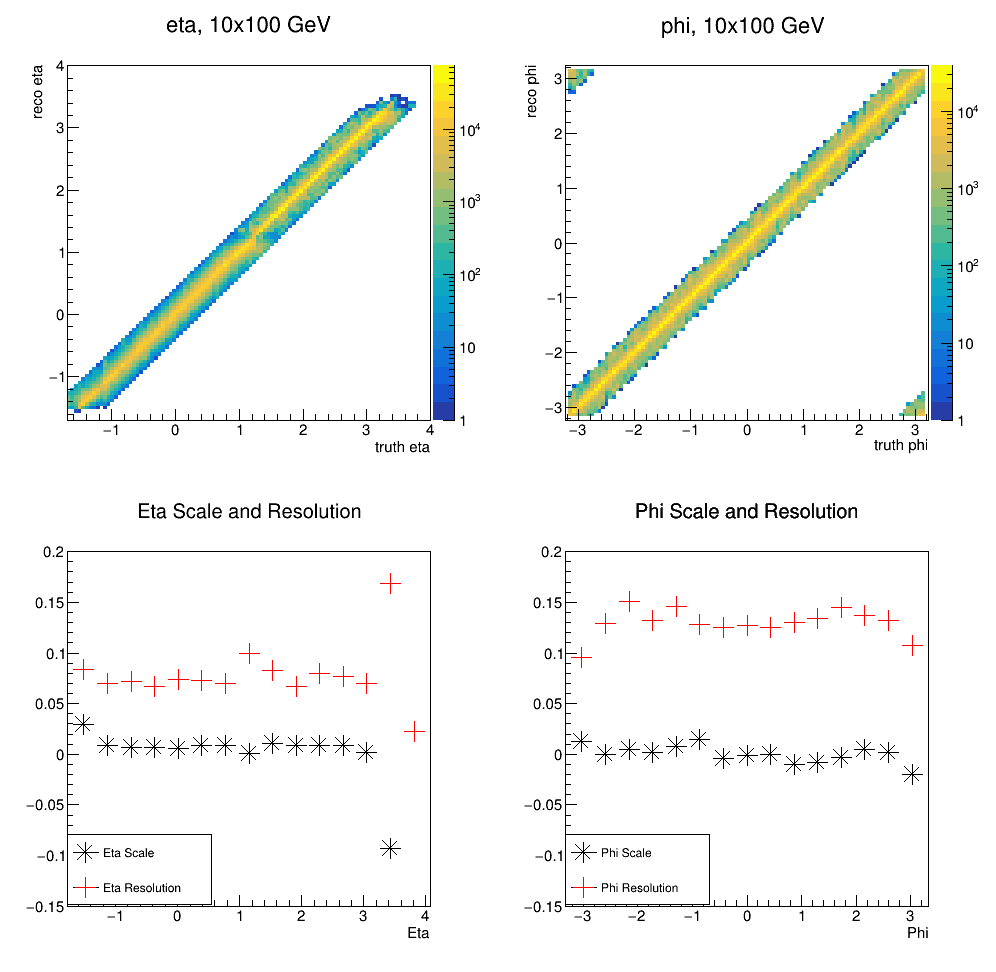 eta, 10x100 GeV
reco eta
4
3
2
1
0
−1
−1 0 1 2 3 4
truth eta
10⁴
10³
10²
10
1
phi, 10x100 GeV
reco phi
3
2
1
0
−1
−2
−3
−3 −2 −1 0 1 2 3
truth phi
10⁴
10³
10²
10
1
Eta Scale and Resolution
0.2
0.15
0.1
0.05
0
−0.05
−0.1
−0.15
Eta Scale
Eta Resolution
−1 0 1 2 3 4
Eta
Phi Scale and Resolution
0.2
0.15
0.1
0.05
0
−0.05
−0.1
−0.15
Phi Scale
Phi Resolution
−3 −2 −1 0 1 2 3
Phi